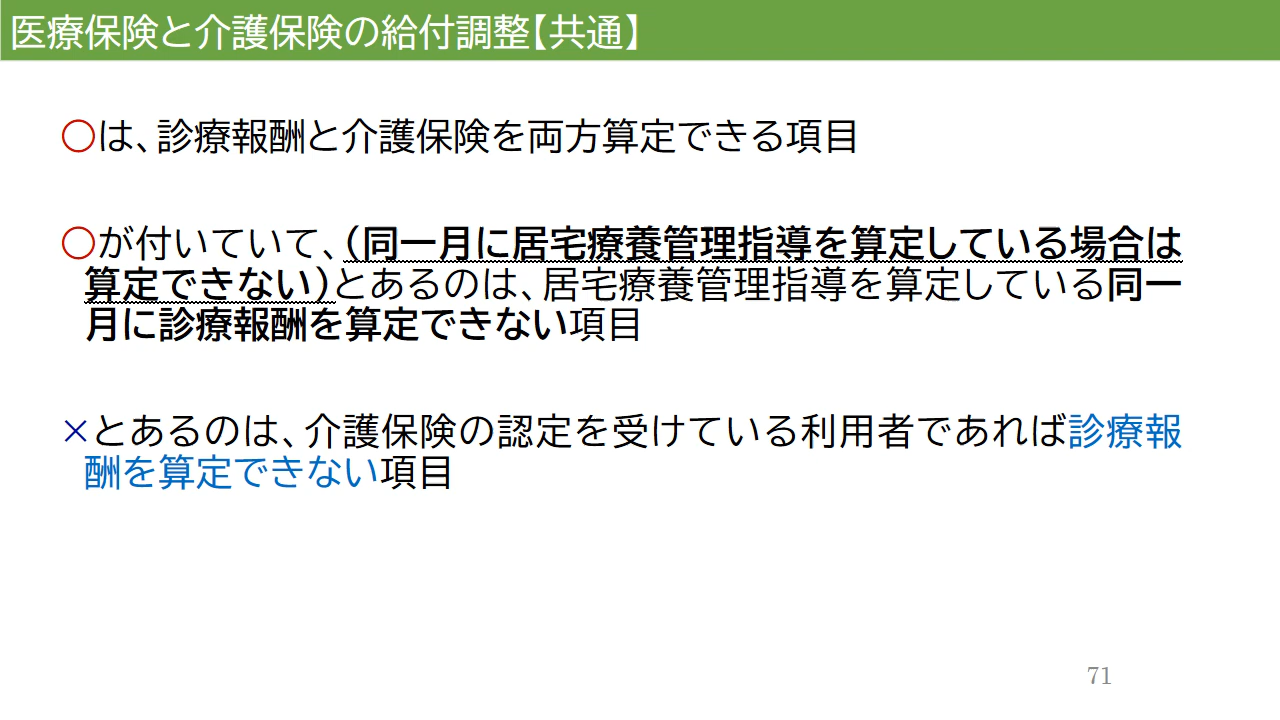 医療保険と介護保険の給付調整【共通】
○は、診療報酬と介護保険を両方算定できる項目
○が付いていて、（同一月に居宅療養管理指導を算定している場合は
算定できない）とあるのは、居宅療養管理指導を算定している同一
月に診療報酬を算定できない項目
×とあるのは、介護保険の認定を受けている利用者であれば診療報
酬を算定できない項目
71